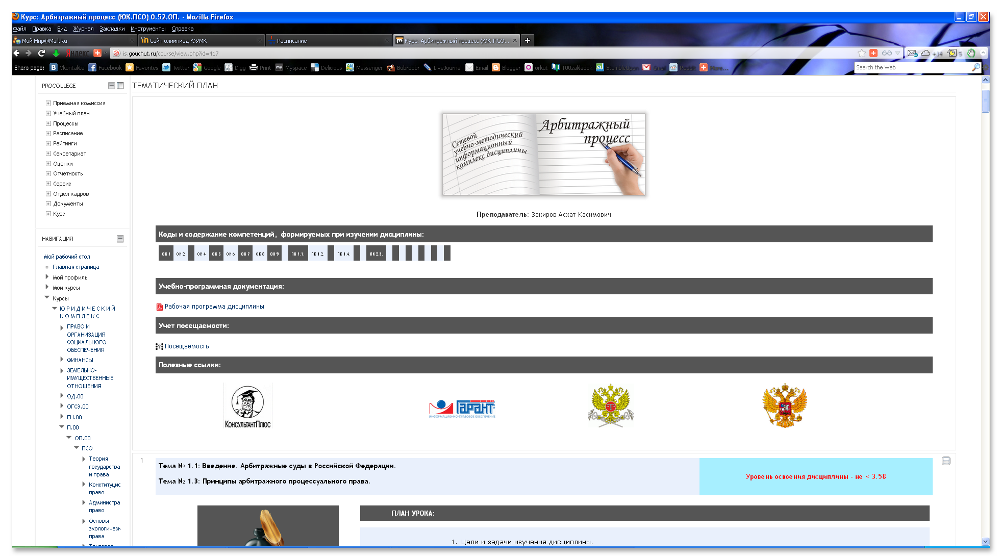 Курс: Арбитражный процесс (ЮК.ПСО) 0.52.ОП. - Mozilla Firefox
Файл Правка Вид Журнал Закладки Инструменты Справка
Мой Мир@Mail.Ru
Сайт олимпиад ЮУМК
Расписание
Курс: Арбитражный процесс (ЮК.ПСО...
Яндекс
is.gouchut.ru/course/view.php?id=417
+14
5
Share page: Vkontakte Facebook Favorites Twitter Google Digg Print Myspace Delicious Messenger Bobrdobr LiveJournal Email Blogger orkut 100zakladok StumbleUpon Gmail Reddit More...
Search the Web
PROCOLLEGE
Приемная комиссия
Учебный план
Процессы
Расписание
Рейтинги
Секретариат
Оценки
Отчетность
Сервис
Отдел кадров
Документы
Курс
НАВИГАЦИЯ
Мой рабочий стол
Главная страница
Мой профиль
Мои курсы
Курсы
ЮРИДИЧЕСКИЙ
КОМПЛЕКС
ПРАВО И
ОРГАНИЗАЦИЯ
СОЦИАЛЬНОГО
ОБЕСПЕЧЕНИЯ
ФИНАНСЫ
ЗЕМЕЛЬНО-
ИМУЩЕСТВЕННЫЕ
ОТНОШЕНИЯ
ОД.00
ОГСЭ.00
ЕН.00
П.00
ОП.00
ПСО
Теория
государства
и права
Конституцис
право
Администра
право
Основы
экологическ
права
ТЕМАТИЧЕСКИЙ ПЛАН
Сетевой
учебно-методический
информационный
комплекс дисциплины
Арбитражный
процесс
Преподаватель: Закиров Асхат Касимович
Коды и содержание компетенций, формируемых при изучении дисциплины:
ОК 1 ОК 2 ОК 4 ОК 5 ОК 6 ОК 7 ОК 8 ОК 9 ПК 1.1. ПК 1.2. ПК 1.4. ПК 2.3.
Учебно-программная документация:
Рабочая программа дисциплины
Учет посещаемости:
Посещаемость
Полезные ссылки:
КонсультантПлюс
Гарант
ИНФОРМАЦИОННО-ПРАВОВОЕ ОБЕСПЕЧЕНИЕ
1
Тема № 1.1: Введение. Арбитражные суды в Российской Федерации.
Тема № 1.3: Принципы арбитражного процессуального права.
Уровень освоения дисциплины - не < 3.58
ПЛАН УРОКА:
1. Цели и задачи изучения дисциплины.